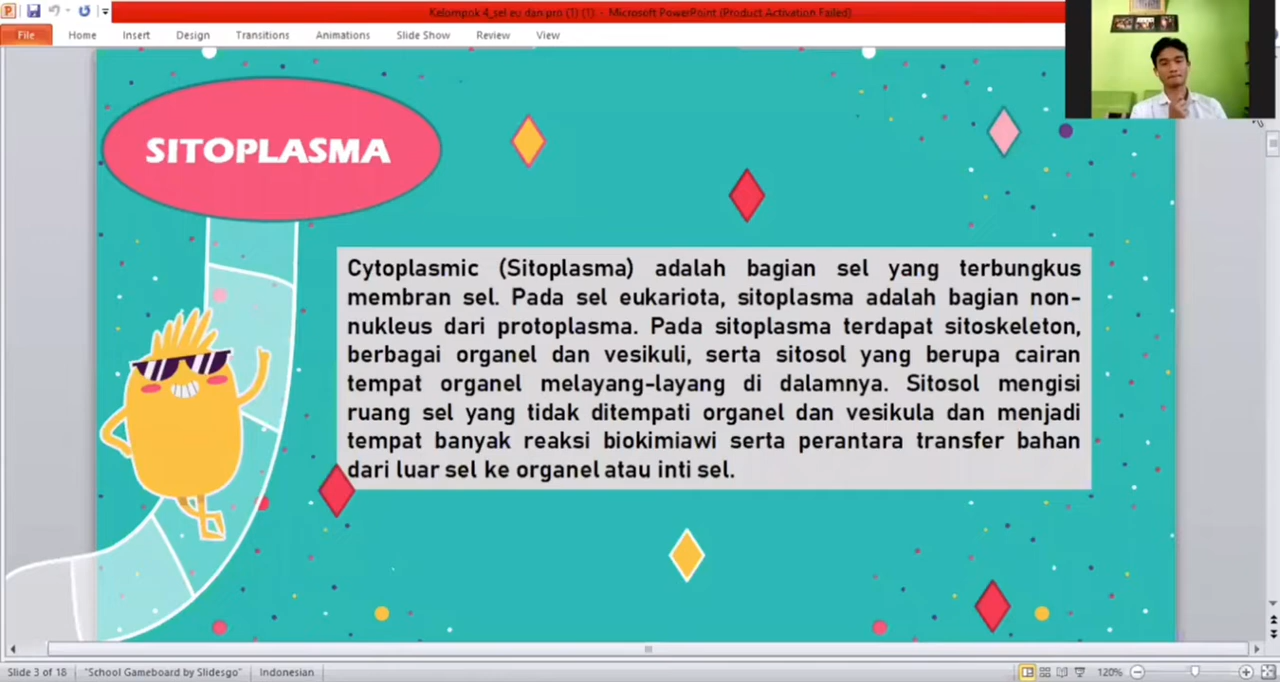 Kelompok 4_sel eu dan pro (1) (1) - Microsoft PowerPoint (Product Activation Failed)
File Home Insert Design Transitions Animations Slide Show Review View
SITOPLASMA
Cytoplasmic (Sitoplasma) adalah bagian sel yang terbungkus
membran sel. Pada sel eukariota, sitoplasma adalah bagian non-
nukleus dari protoplasma. Pada sitoplasma terdapat sitoskeleton,
berbagai organel dan vesikuli, serta sitosol yang berupa cairan
tempat organel melayang-layang di dalamnya. Sitosol mengisi
ruang sel yang tidak ditempati organel dan vesikula dan menjadi
tempat banyak reaksi biokimiawi serta perantara transfer bahan
dari luar sel ke organel atau inti sel.
Slide 3 of 18 "School Gameboard by Slidesgo" Indonesian 120%